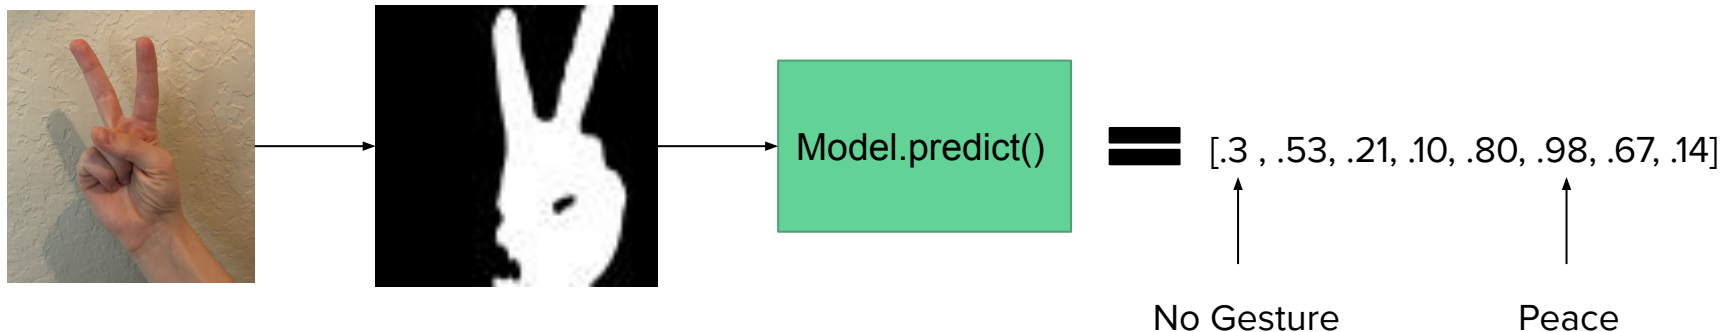 Model.predict()
[.3 , .53, .21, .10, .80, .98, .67, .14]
No Gesture
Peace